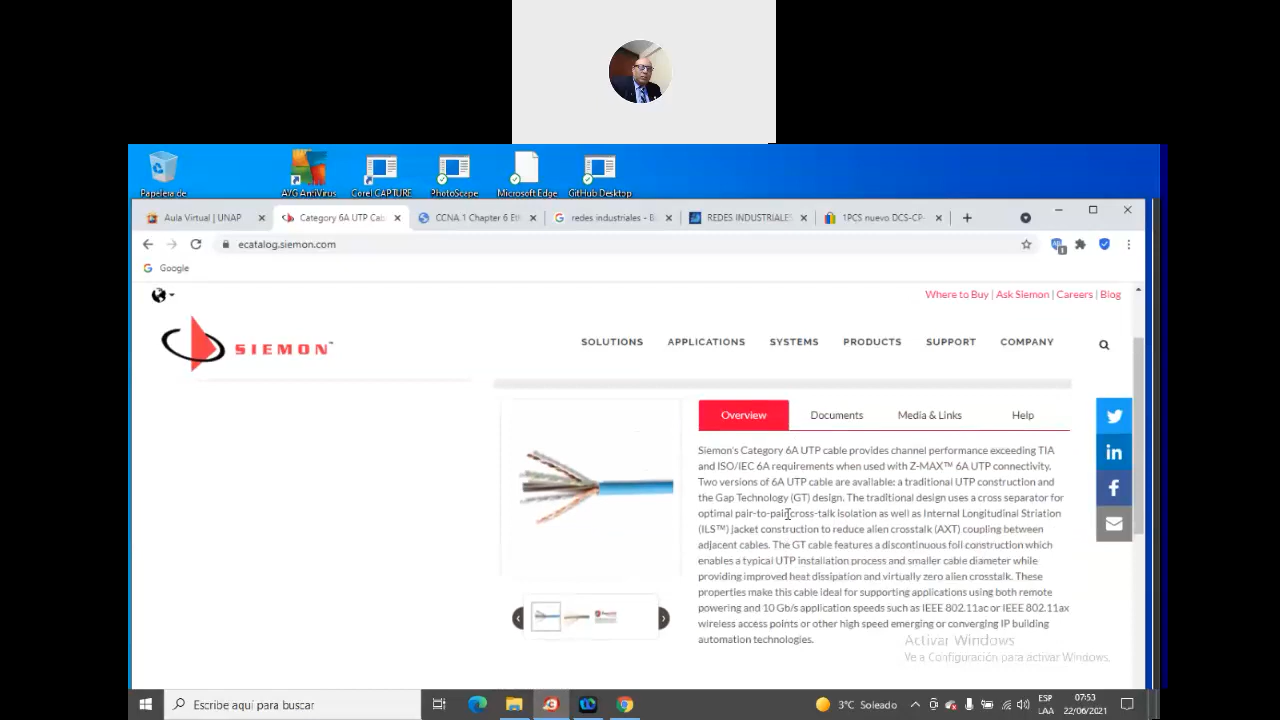 Papelera de
AVG AntiVirus
Corel CAPTURE
PhotoScape
Microsoft Edge
GitHub Desktop
Aula Virtual | UNAP
Category 6A UTP Cab
CCNA 1 Chapter 6 Et
redes industriales - B
REDES INDUSTRIALES
1PCS nuevo DCS-CP-
ecatalog.siemon.com
Google
Where to Buy | Ask Siemon | Careers | Blog
SIEMON™
SOLUTIONS APPLICATIONS SYSTEMS PRODUCTS SUPPORT COMPANY
Overview Documents Media & Links Help
Siemon's Category 6A UTP cable provides channel performance exceeding TIA
and ISO/IEC 6A requirements when used with Z-MAX™ 6A UTP connectivity.
Two versions of 6A UTP cable are available: a traditional UTP construction and
the Gap Technology (GT) design. The traditional design uses a cross separator for
optimal pair-to-pair cross-talk isolation as well as Internal Longitudinal Striation
(ILS™) jacket construction to reduce alien crosstalk (AXT) coupling between
adjacent cables. The GT cable features a discontinuous foil construction which
enables a typical UTP installation process and smaller cable diameter while
providing improved heat dissipation and virtually zero alien crosstalk. These
properties make this cable ideal for supporting applications using both remote
powering and 10 Gb/s application speeds such as IEEE 802.11ac or IEEE 802.11ax
wireless access points or other high speed emerging or converging IP building
automation technologies.
Activar Windows
Ve a Configuración para activar Windows.
Escribe aquí para buscar
3°C Soleado
ESP
LAA
07:53
22/06/2021